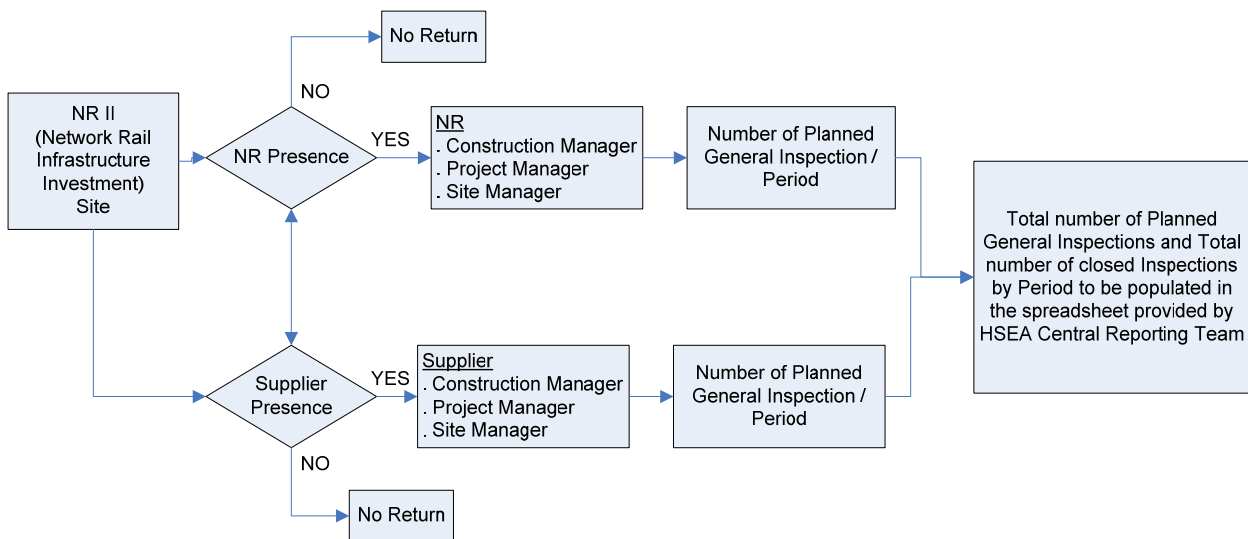 No Return
NO
NR II
(Network Rail
Infrastructure
Investment)
Site
NR Presence
YES
NR
. Construction Manager
. Project Manager
. Site Manager
Number of Planned
General Inspection /
Period
Total number of Planned
General Inspections and Total
number of closed Inspections
by Period to be populated in
the spreadsheet provided by
HSEA Central Reporting Team
Supplier
Presence
YES
Supplier
. Construction Manager
. Project Manager
. Site Manager
Number of Planned
General Inspection /
Period
NO
No Return